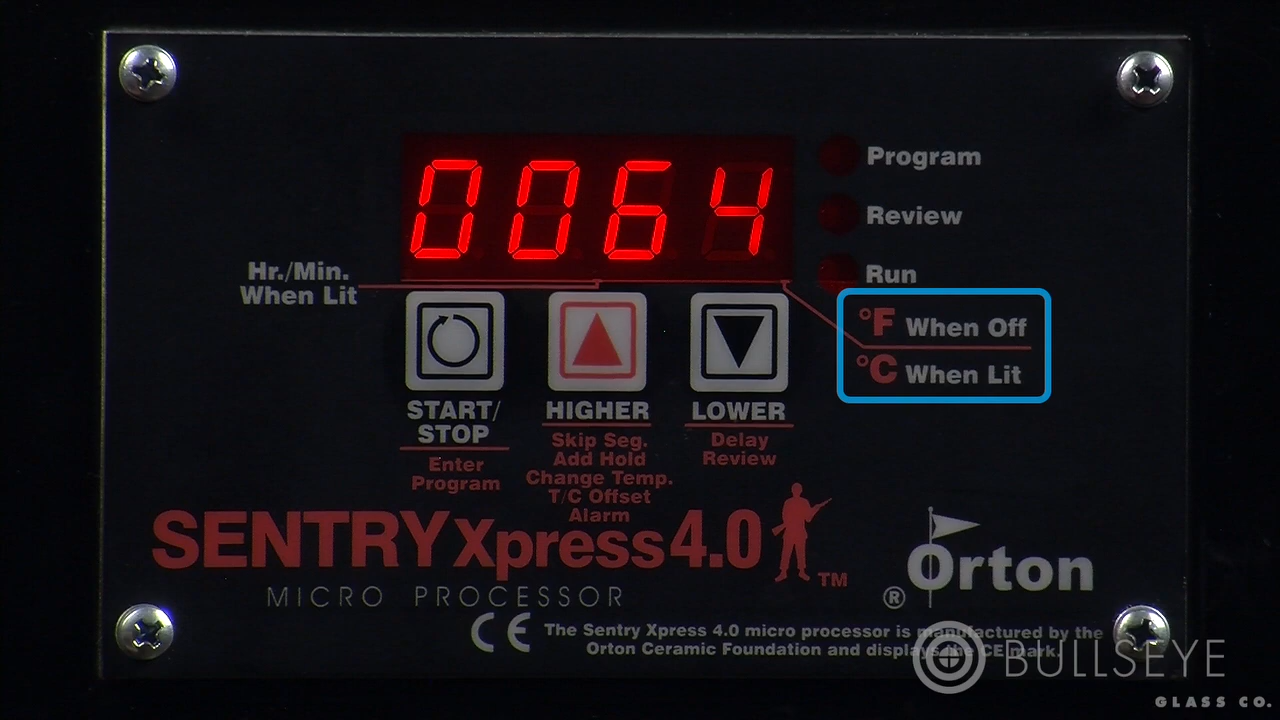 0064
Program
Review
Run
Hr./Min.
When Lit
°F When Off
°C When Lit
START/
STOP
Enter
Program
HIGHER
Skip Seg.
Add Hold
Change Temp.
T/C Offset
Alarm
LOWER
Delay
Review
SENTRY Xpress 4.0 TM
MICRO PROCESSOR
® Orton
CE The Sentry Xpress 4.0 micro processor is manufactured by the
Orton Ceramic Foundation and displays the CE mark.
BULLSEYE
GLASS CO.